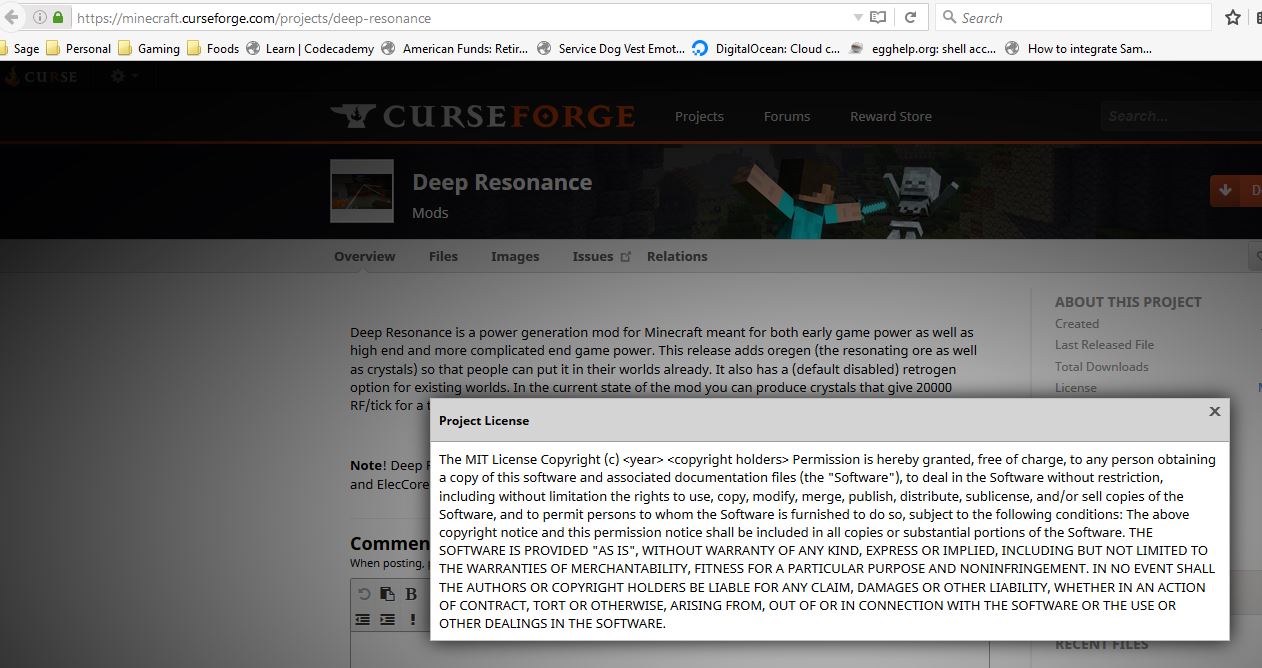 https://minecraft.curseforge.com/projects/deep-resonance
Search
Sage Personal Gaming Foods Learn | Codecademy American Funds: Retir... Service Dog Vest Emot... DigitalOcean: Cloud c... egghelp.org: shell acc... How to integrate Sam...
CURSE
CURSEFORGE Projects Forums Reward Store Search...
Deep Resonance
Mods
Overview Files Images Issues Relations
Deep Resonance is a power generation mod for Minecraft meant for both early game power as well as
high end and more complicated end game power. This release adds oregen (the resonating ore as well
as crystals) so that people can put it in their worlds already. It also has a (default disabled) retrogen
option for existing worlds. In the current state of the mod you can produce crystals that give 20000
RF/tick for a
Note! Deep
and ElecCore
ABOUT THIS PROJECT
Created
Last Released File
Total Downloads
License
Project License
The MIT License Copyright (c) <year> <copyright holders> Permission is hereby granted, free of charge, to any person obtaining
a copy of this software and associated documentation files (the "Software"), to deal in the Software without restriction,
including without limitation the rights to use, copy, modify, merge, publish, distribute, sublicense, and/or sell copies of the
Software, and to permit persons to whom the Software is furnished to do so, subject to the following conditions: The above
copyright notice and this permission notice shall be included in all copies or substantial portions of the Software. THE
SOFTWARE IS PROVIDED "AS IS", WITHOUT WARRANTY OF ANY KIND, EXPRESS OR IMPLIED, INCLUDING BUT NOT LIMITED TO
THE WARRANTIES OF MERCHANTABILITY, FITNESS FOR A PARTICULAR PURPOSE AND NONINFRINGEMENT. IN NO EVENT SHALL
THE AUTHORS OR COPYRIGHT HOLDERS BE LIABLE FOR ANY CLAIM, DAMAGES OR OTHER LIABILITY, WHETHER IN AN ACTION
OF CONTRACT, TORT OR OTHERWISE, ARISING FROM, OUT OF OR IN CONNECTION WITH THE SOFTWARE OR THE USE OR
OTHER DEALINGS IN THE SOFTWARE.
Commen
When posting,
B
RECENT FILES